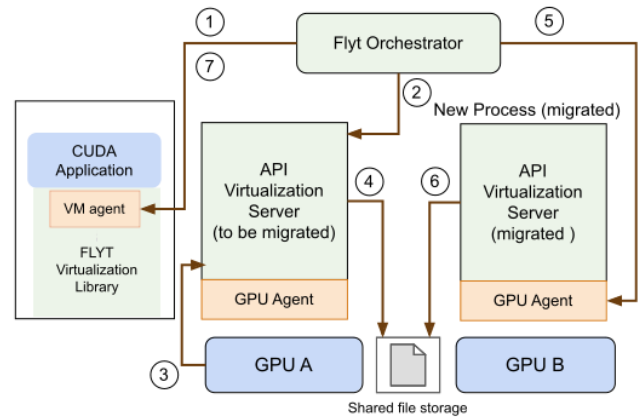 1
5
Flyt Orchestrator
7
2
New Process (migrated)
CUDA
Application
VM agent
FLYT
Virtualization
Library
API
Virtualization
Server
(to be migrated)
GPU Agent
4
6
API
Virtualization
Server
(migrated )
GPU Agent
3
GPU A
GPU B
Shared file storage